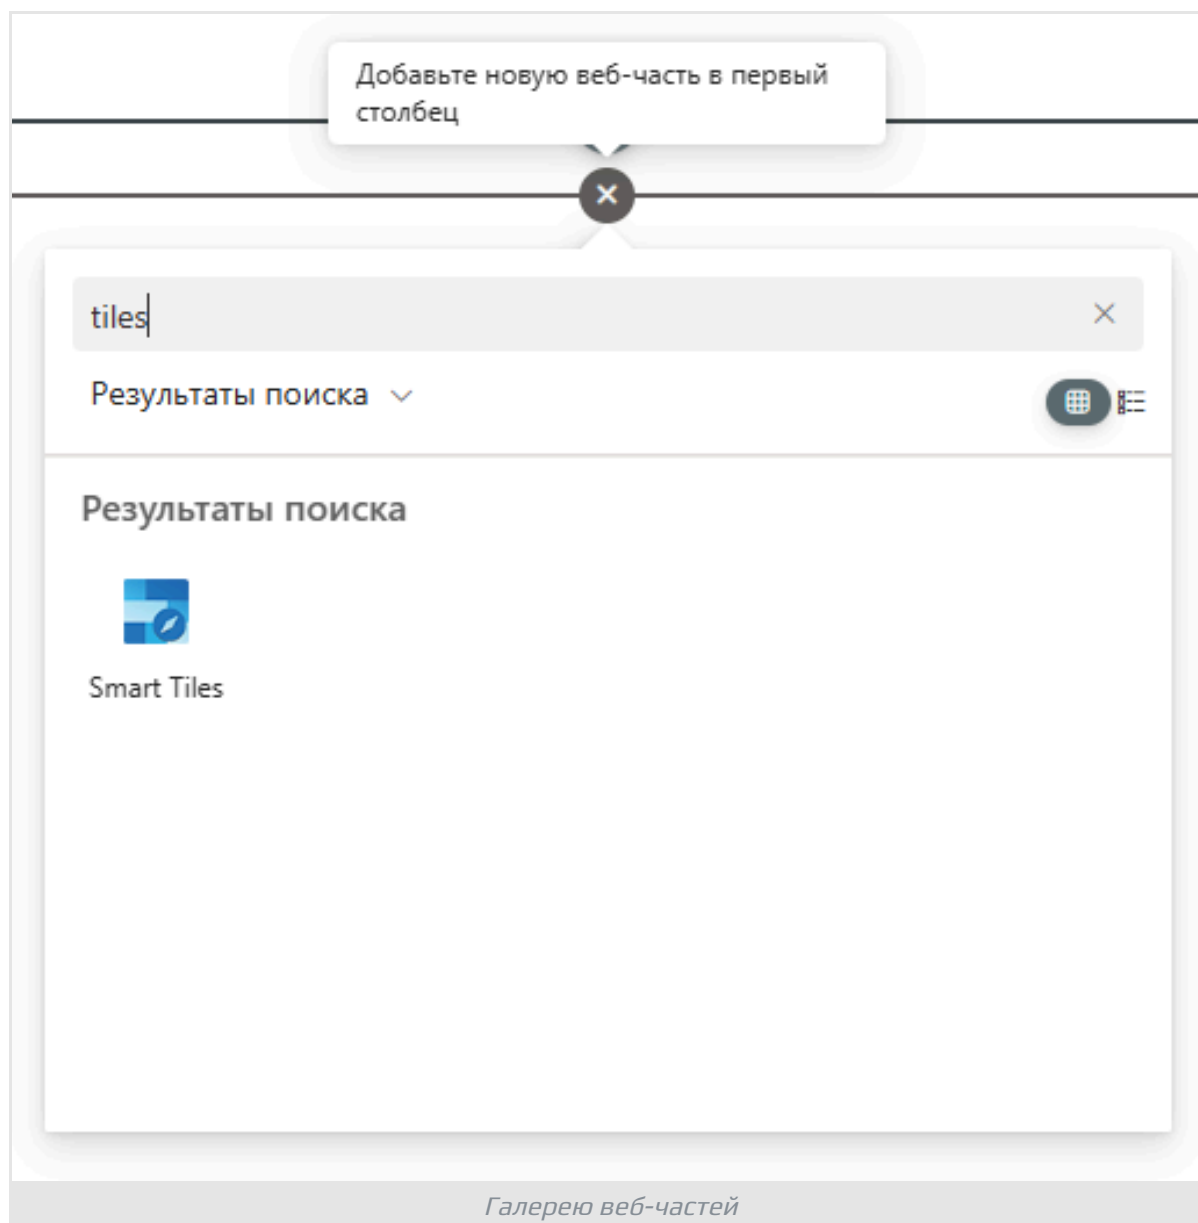 Добавьте новую веб-часть в первый
столбец
tiles
Результаты поиска
Результаты поиска
Smart Tiles
Галерею веб-частей